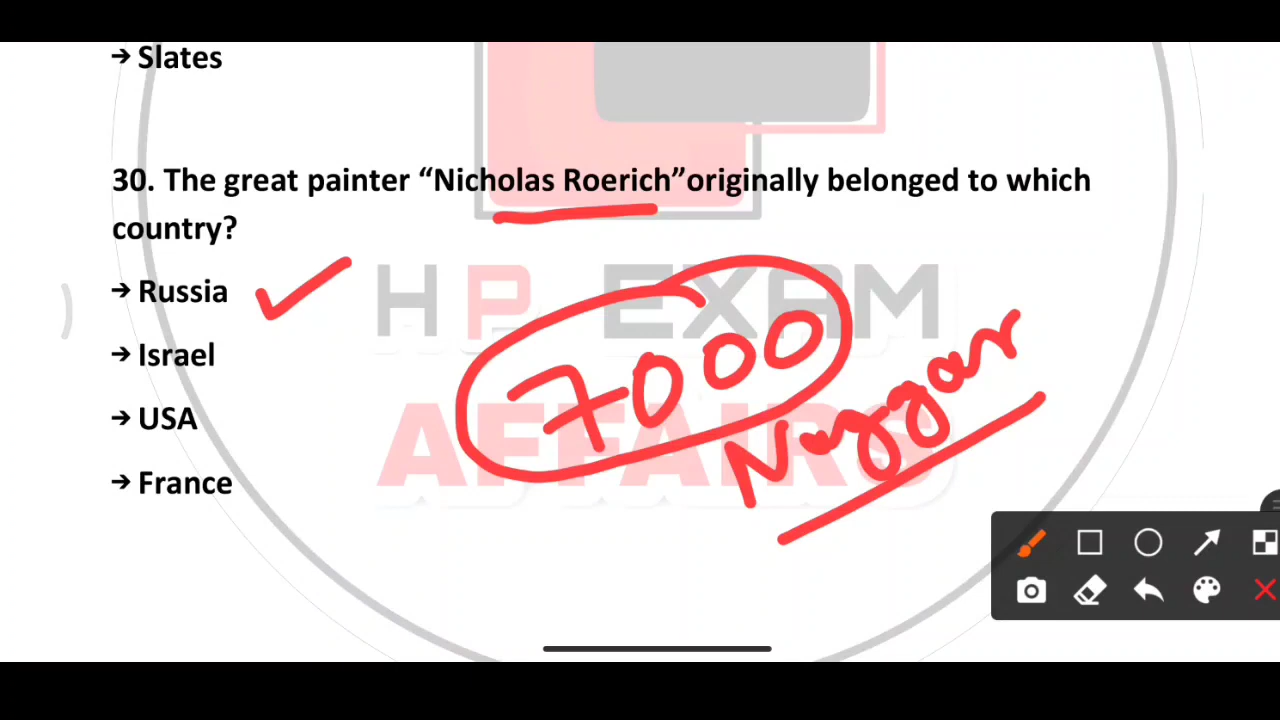 → Slates
30. The great painter “Nicholas Roerich”originally belonged to which
country?
→ Russia
→ Israel
→ USA
→ France
HP EXAM
AFFAIRS
7000
Naggar